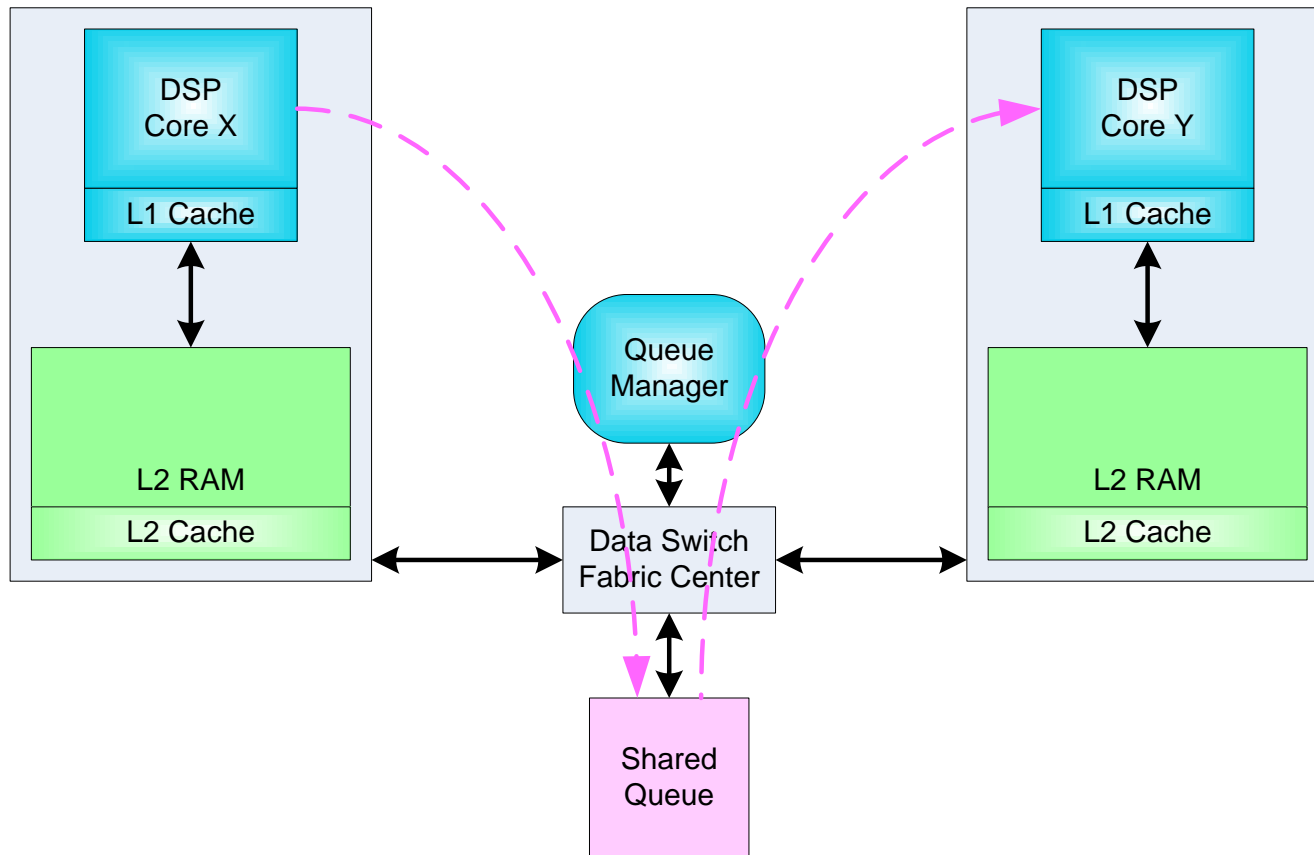 DSP
Core X
L1 Cache
L2 RAM
L2 Cache
Queue
Manager
Data Switch
Fabric Center
Shared
Queue
DSP
Core Y
L1 Cache
L2 RAM
L2 Cache